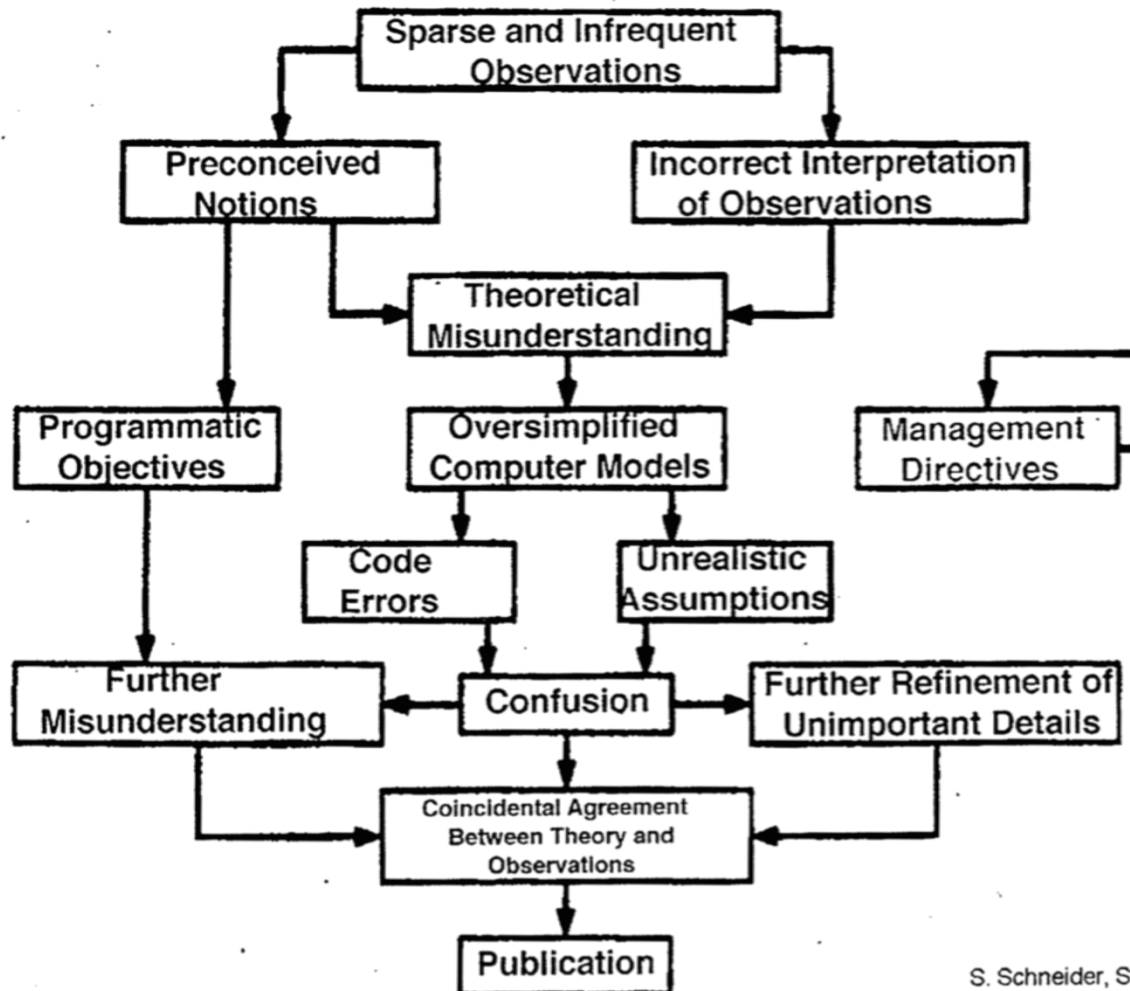 Sparse and Infrequent
Observations
Preconceived
Notions
Incorrect Interpretation
of Observations
Theoretical
Misunderstanding
Programmatic
Objectives
Oversimplified
Computer Models
Management
Directives
Code
Errors
Unrealistic
Assumptions
Further
Misunderstanding
Confusion
Further Refinement of
Unimportant Details
Coincidental Agreement
Between Theory and
Observations
Publication
S. Schneider, S